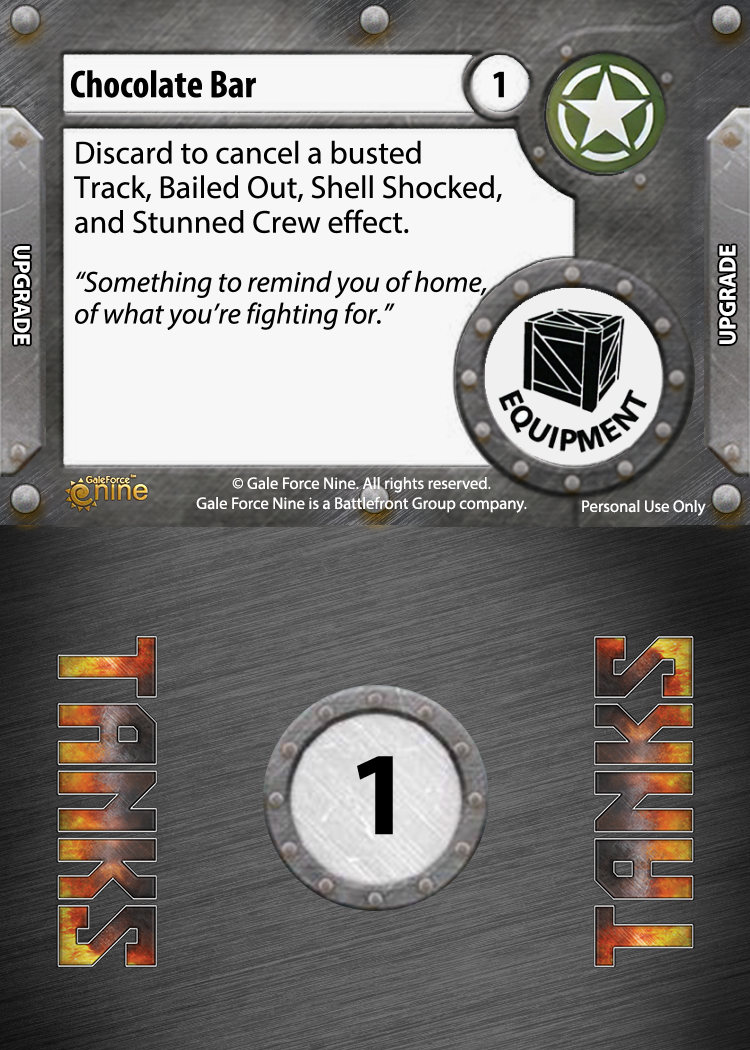 Chocolate Bar
1
Discard to cancel a busted
Track, Bailed Out, Shell Shocked,
and Stunned Crew effect.
“Something to remind you of home,
of what you’re fighting for.”
UPGRADE
UPGRADE
EQUIPMENT
GaleForce™
nine
© Gale Force Nine. All rights reserved.
Gale Force Nine is a Battlefront Group company.
Personal Use Only
TANKS
1
TANKS